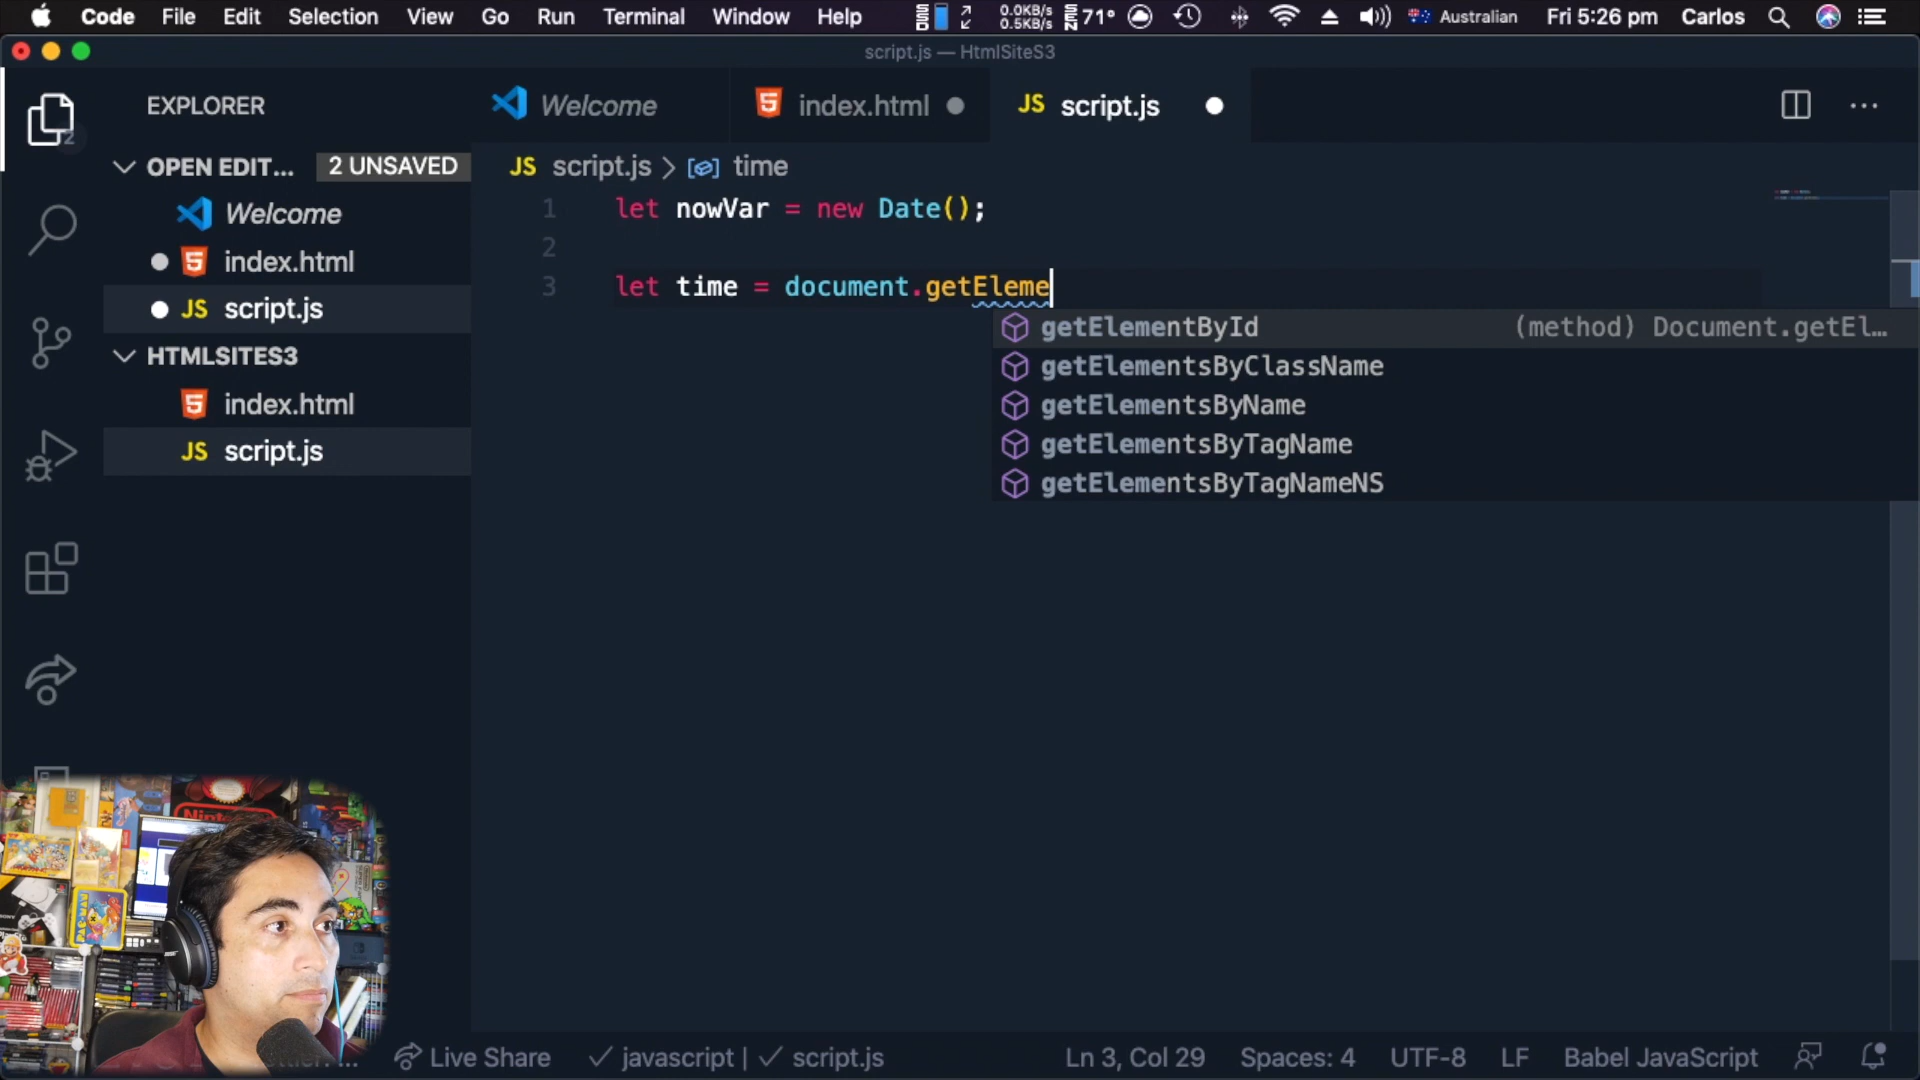 Code File Edit Selection View Go Run Terminal Window Help 0.0KB/s 0.5KB/s 71° Australian Fri 5:26 pm Carlos
script.js — HtmlSiteS3
EXPLORER
Welcome index.html script.js
OPEN EDIT... 2 UNSAVED
Welcome
index.html
JS script.js
HTMLSITES3
index.html
JS script.js
JS script.js > time
1 let nowVar = new Date();
2
3 let time = document.getEleme
getElementById (method) Document.getEl…
getElementsByClassName
getElementsByName
getElementsByTagName
getElementsByTagNameNS
Nintendo
Live Share javascript | script.js Ln 3, Col 29 Spaces: 4 UTF-8 LF Babel JavaScript